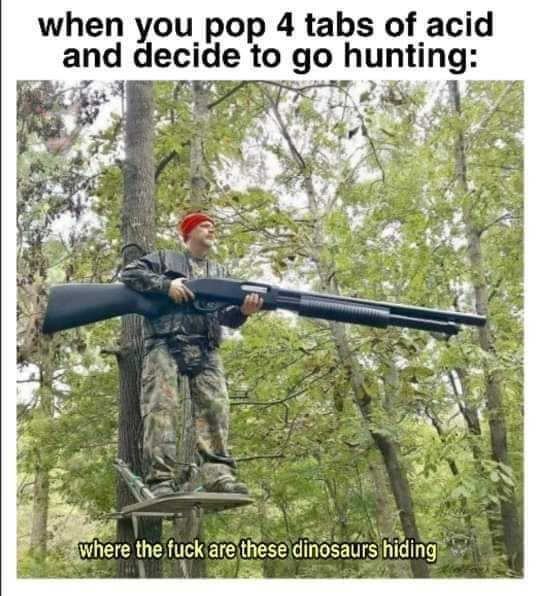 when you pop 4 tabs of acid
and decide to go hunting:
where the fuck are these dinosaurs hiding